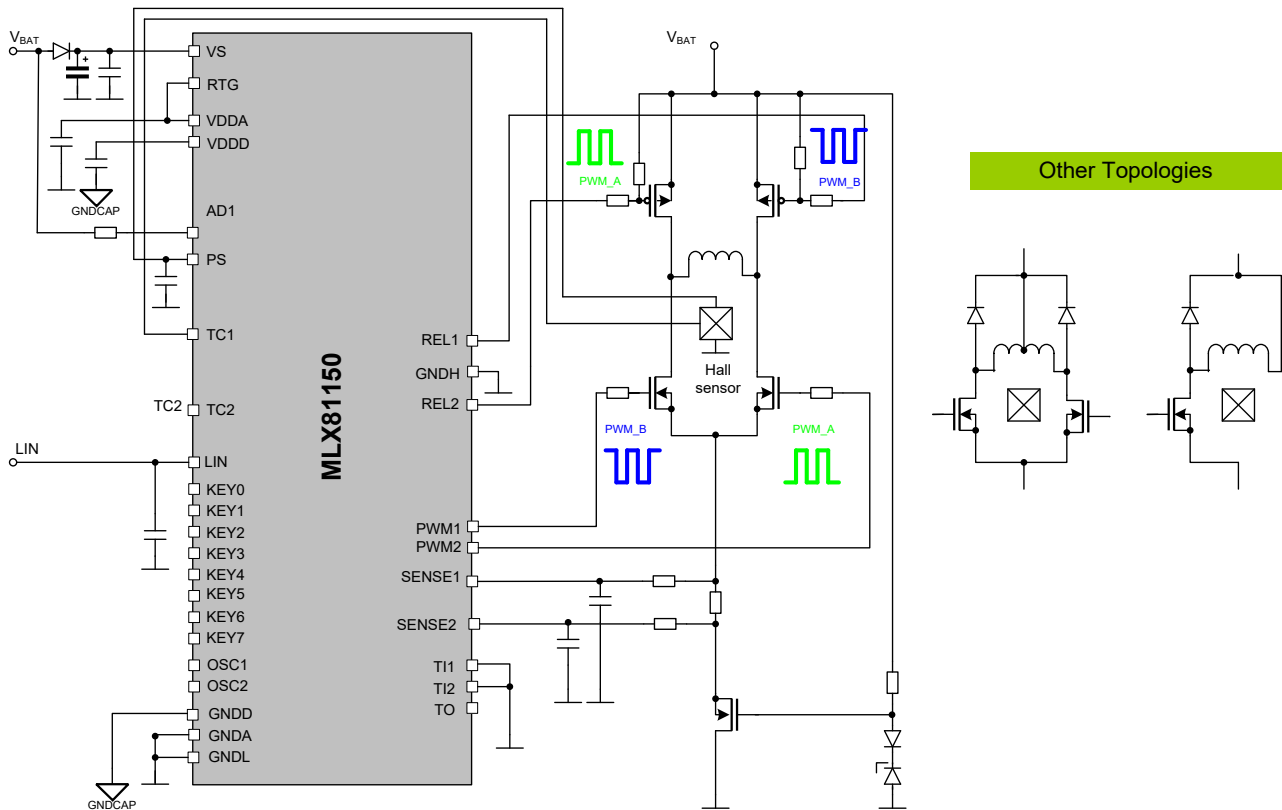 VBAT
VS
RTG
VDDA
VDDD
GNDCAP
AD1
PS
TC1
TC2
TC2
LIN
LIN
KEY0
KEY1
KEY2
KEY3
KEY4
KEY5
KEY6
KEY7
OSC1
OSC2
GNDD
GNDA
GNDL
GNDCAP
MLX81150
REL1
GNDH
REL2
PWM1
PWM2
SENSE1
SENSE2
TI1
TI2
TO
VBAT
PWM_A
PWM_B
Hall
sensor
PWM_B
PWM_A
Other Topologies